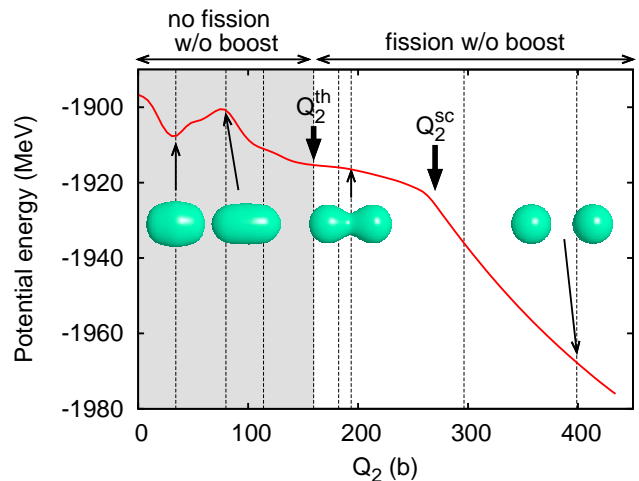 no fission
w/o boost
fission w/o boost
Q₂ᵗʰ
Q₂ˢᶜ
Potential energy (MeV)
-1900
-1920
-1940
-1960
-1980
0
100
200
300
400
Q₂ (b)